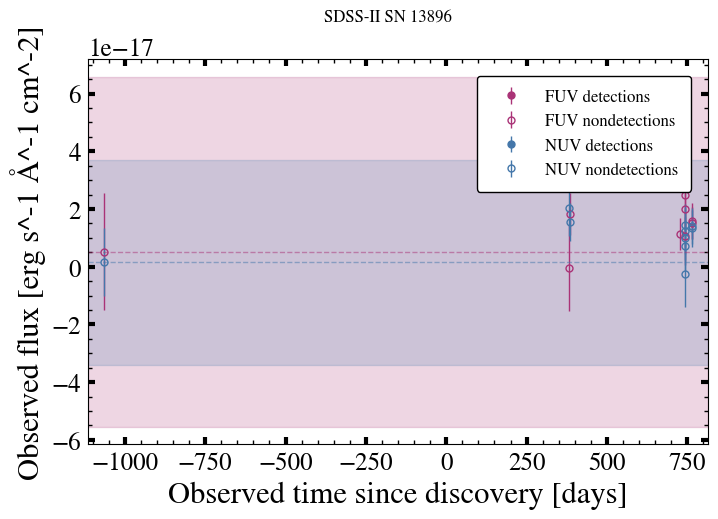 SDSS-II SN 13896
1e−17
Observed flux [erg s^-1 Å^-1 cm^-2]
6
4
2
0
−2
−4
−6
FUV detections
FUV nondetections
NUV detections
NUV nondetections
−1000 −750 −500 −250 0 250 500 750
Observed time since discovery [days]